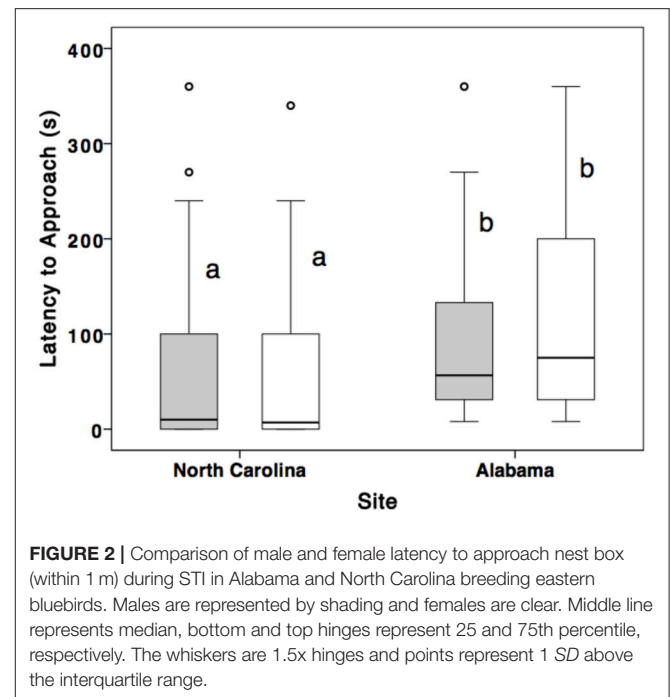 400
300
200
100
0
Latency to Approach (s)
a
a
b
b
North Carolina
Alabama
Site
FIGURE 2 | Comparison of male and female latency to approach nest box
(within 1 m) during STI in Alabama and North Carolina breeding eastern
bluebirds. Males are represented by shading and females are clear. Middle line
represents median, bottom and top hinges represent 25 and 75th percentile,
respectively. The whiskers are 1.5x hinges and points represent 1 SD above
the interquartile range.